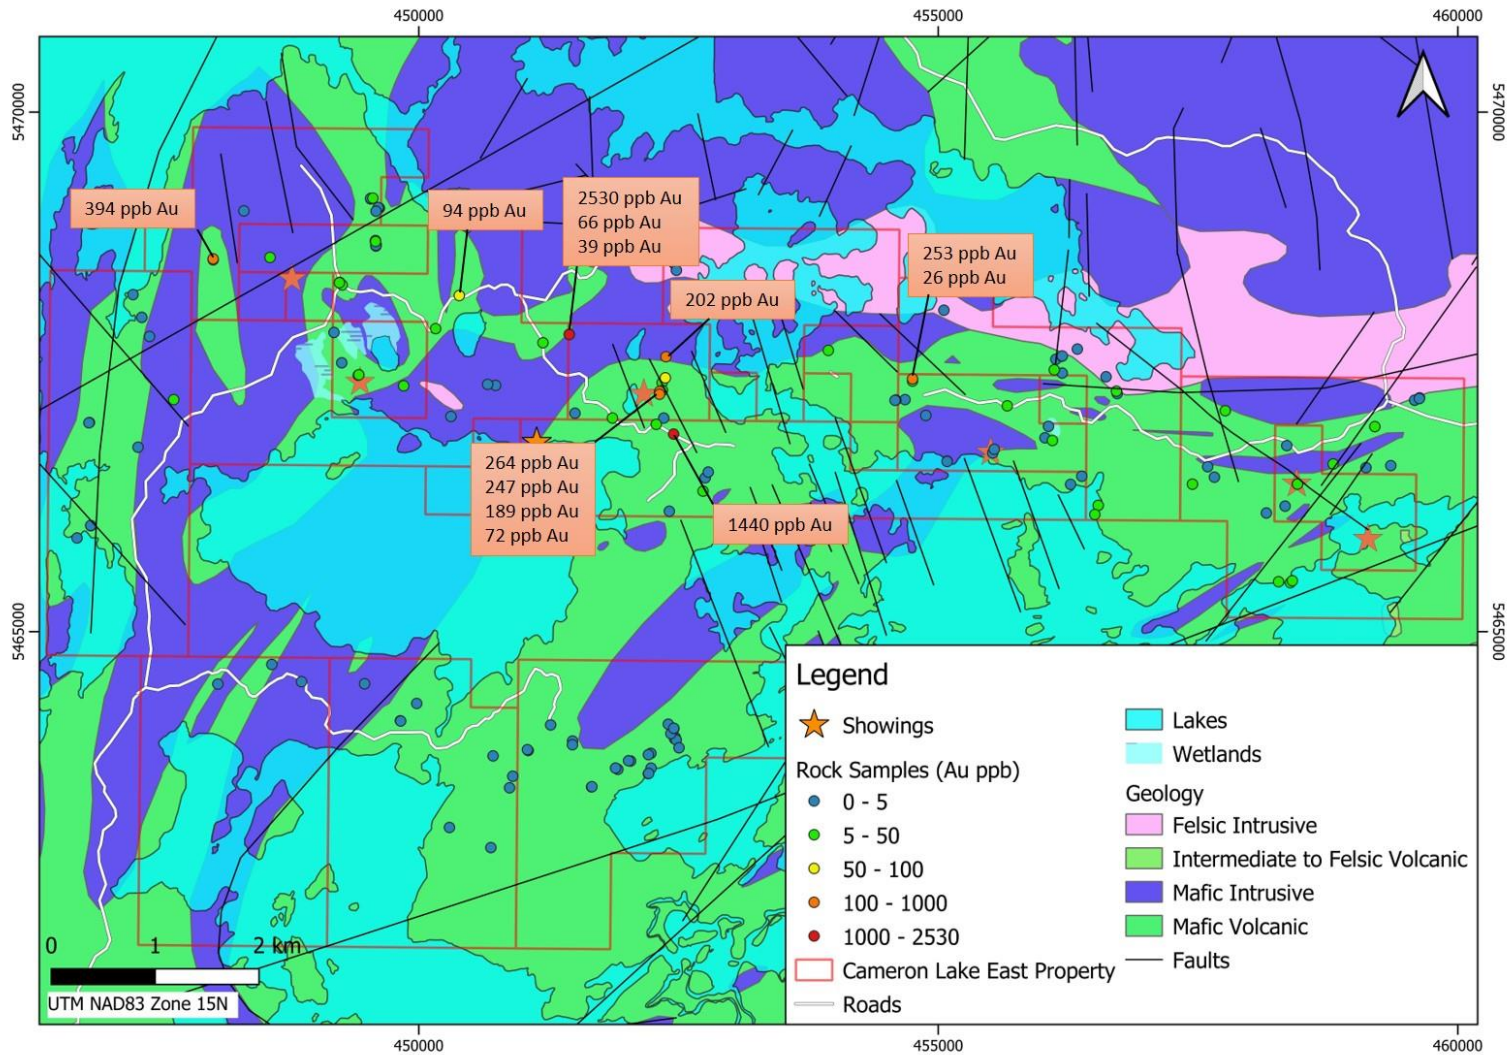 450000
455000
460000
5470000
5470000
394 ppb Au
94 ppb Au
2530 ppb Au
66 ppb Au
39 ppb Au
253 ppb Au
26 ppb Au
202 ppb Au
264 ppb Au
247 ppb Au
189 ppb Au
72 ppb Au
1440 ppb Au
5465000
5465000
Legend
Showings
Rock Samples (Au ppb)
0 - 5
5 - 50
50 - 100
100 - 1000
1000 - 2530
Cameron Lake East Property
Roads
Lakes
Wetlands
Geology
Felsic Intrusive
Intermediate to Felsic Volcanic
Mafic Intrusive
Mafic Volcanic
Faults
0 1 2 km
UTM NAD83 Zone 15N
450000
455000
460000